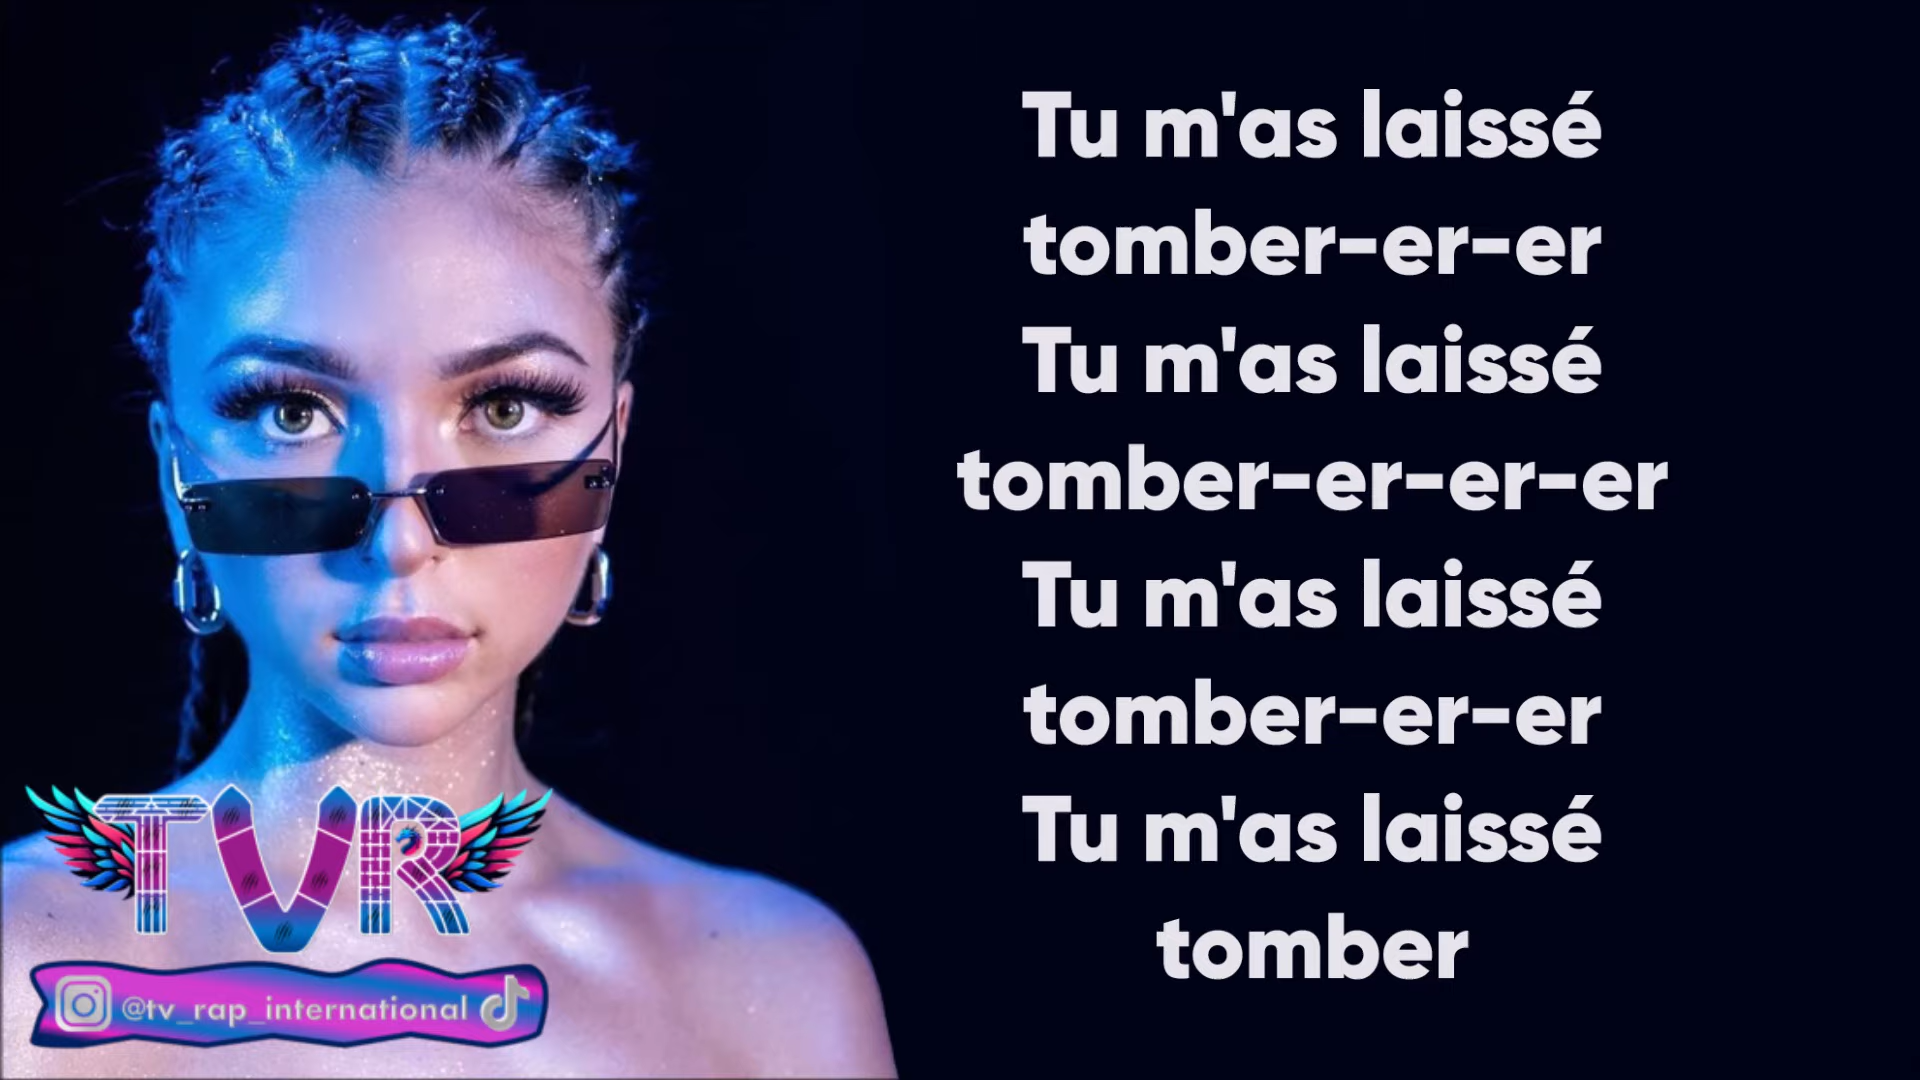 Tu m'as laissé
tomber-er-er
Tu m'as laissé
tomber-er-er-er
Tu m'as laissé
tomber-er-er
Tu m'as laissé
tomber
TVR
@tv_rap_international